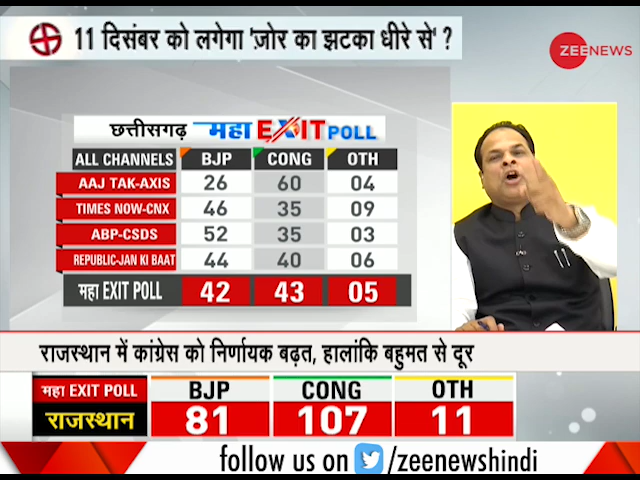 11 दिसंबर को लगेगा 'ज़ोर का झटका धीरे से' ?
ZEE NEWS
छत्तीसगढ़ महा EXIT POLL
ALL CHANNELS BJP CONG OTH
AAJ TAK-AXIS 26 60 04
TIMES NOW-CNX 46 35 09
ABP-CSDS 52 35 03
REPUBLIC-JAN KI BAAT 44 40 06
महा EXIT POLL 42 43 05
राजस्थान में कांग्रेस को निर्णायक बढ़त, हालांकि बहुमत से दूर
महा EXIT POLL BJP CONG OTH
राजस्थान 81 107 11
follow us on /zeenewshindi